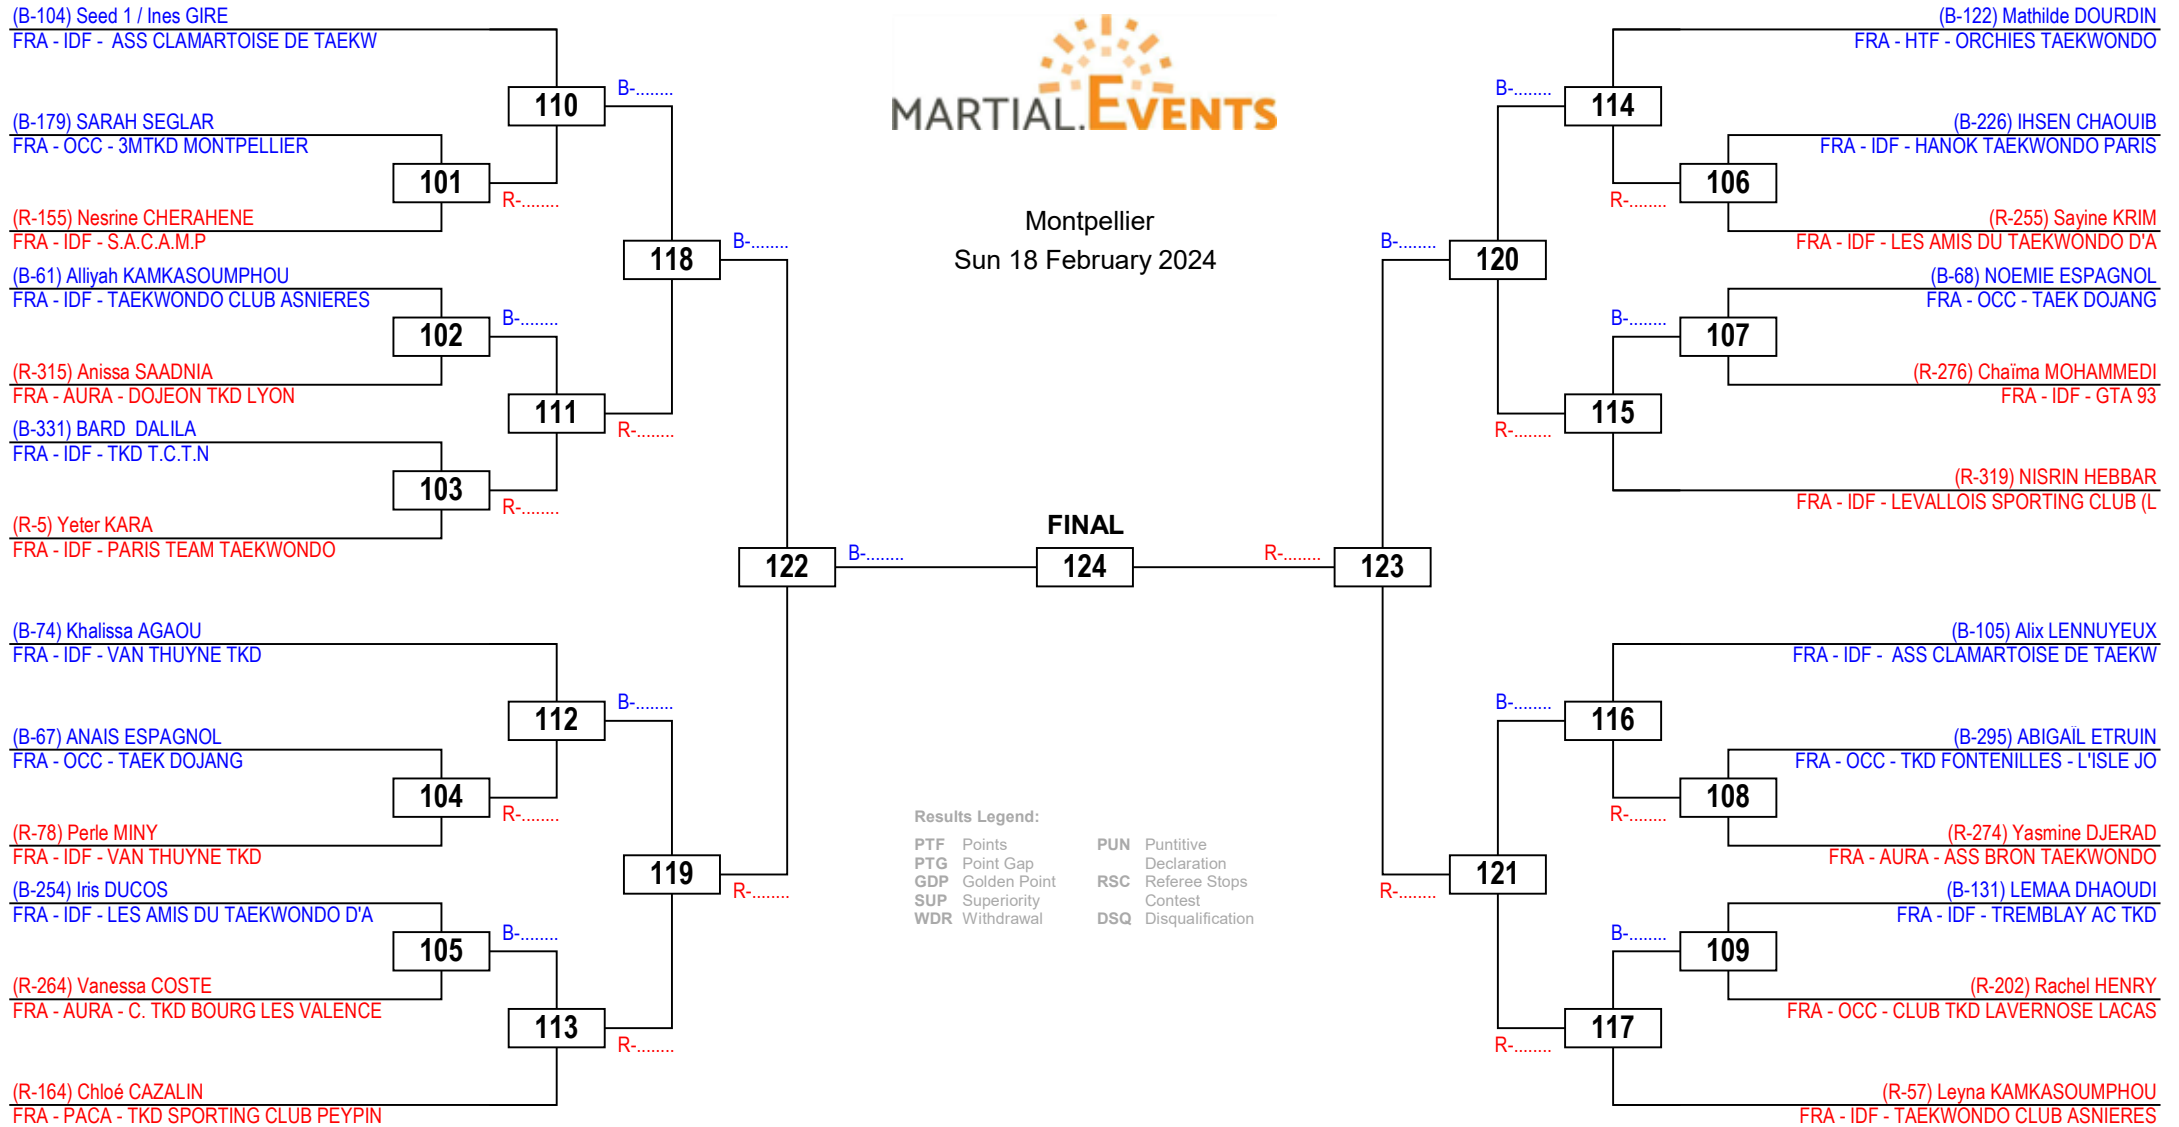 (B-104) Seed 1 / Ines GIRE
FRA - IDF - ASS CLAMARTOISE DE TAEKW
(B-179) SARAH SEGLAR
FRA - OCC - 3MTKD MONTPELLIER
(R-155) Nesrine CHERAHENE
FRA - IDF - S.A.C.A.M.P
(B-61) Alliyah KAMKASOUMPHOU
FRA - IDF - TAEKWONDO CLUB ASNIERES
(R-315) Anissa SAADNIA
FRA - AURA - DOJEON TKD LYON
(B-331) BARD DALILA
FRA - IDF - TKD T.C.T.N
(R-5) Yeter KARA
FRA - IDF - PARIS TEAM TAEKWONDO
(B-74) Khalissa AGAOU
FRA - IDF - VAN THUYNE TKD
(B-67) ANAIS ESPAGNOL
FRA - OCC - TAEK DOJANG
(R-78) Perle MINY
FRA - IDF - VAN THUYNE TKD
(B-254) Iris DUCOS
FRA - IDF - LES AMIS DU TAEKWONDO D'A
(R-264) Vanessa COSTE
FRA - AURA - C. TKD BOURG LES VALENCE
(R-164) Chloé CAZALIN
FRA - PACA - TKD SPORTING CLUB PEYPIN
101
102
103
104
105
R-........
B-........
R-........
R-........
B-........
110
111
112
113
B-........
R-........
B-........
R-........
118
119
B-........
R-........
122
B-........
MARTIAL.EVENTS
Montpellier
Sun 18 February 2024
FINAL
124
Results Legend:
PTF Points
PTG Point Gap
GDP Golden Point
SUP Superiority
WDR Withdrawal
PUN Puntitive
Declaration
RSC Referee Stops
Contest
DSQ Disqualification
R-........
123
B-........
R-........
120
121
B-........
R-........
B-........
R-........
114
115
116
117
R-........
B-........
R-........
B-........
106
107
108
109
(B-122) Mathilde DOURDIN
FRA - HTF - ORCHIES TAEKWONDO
(B-226) IHSEN CHAOUIB
FRA - IDF - HANOK TAEKWONDO PARIS
(R-255) Sayine KRIM
FRA - IDF - LES AMIS DU TAEKWONDO D'A
(B-68) NOEMIE ESPAGNOL
FRA - OCC - TAEK DOJANG
(R-276) Chaïma MOHAMMEDI
FRA - IDF - GTA 93
(R-319) NISRIN HEBBAR
FRA - IDF - LEVALLOIS SPORTING CLUB (L
(B-105) Alix LENNUYEUX
FRA - IDF - ASS CLAMARTOISE DE TAEKW
(B-295) ABIGAÏL ETRUIN
FRA - OCC - TKD FONTENILLES - L'ISLE JO
(R-274) Yasmine DJERAD
FRA - AURA - ASS BRON TAEKWONDO
(B-131) LEMAA DHAOUDI
FRA - IDF - TREMBLAY AC TKD
(R-202) Rachel HENRY
FRA - OCC - CLUB TKD LAVERNOSE LACAS
(R-57) Leyna KAMKASOUMPHOU
FRA - IDF - TAEKWONDO CLUB ASNIERES